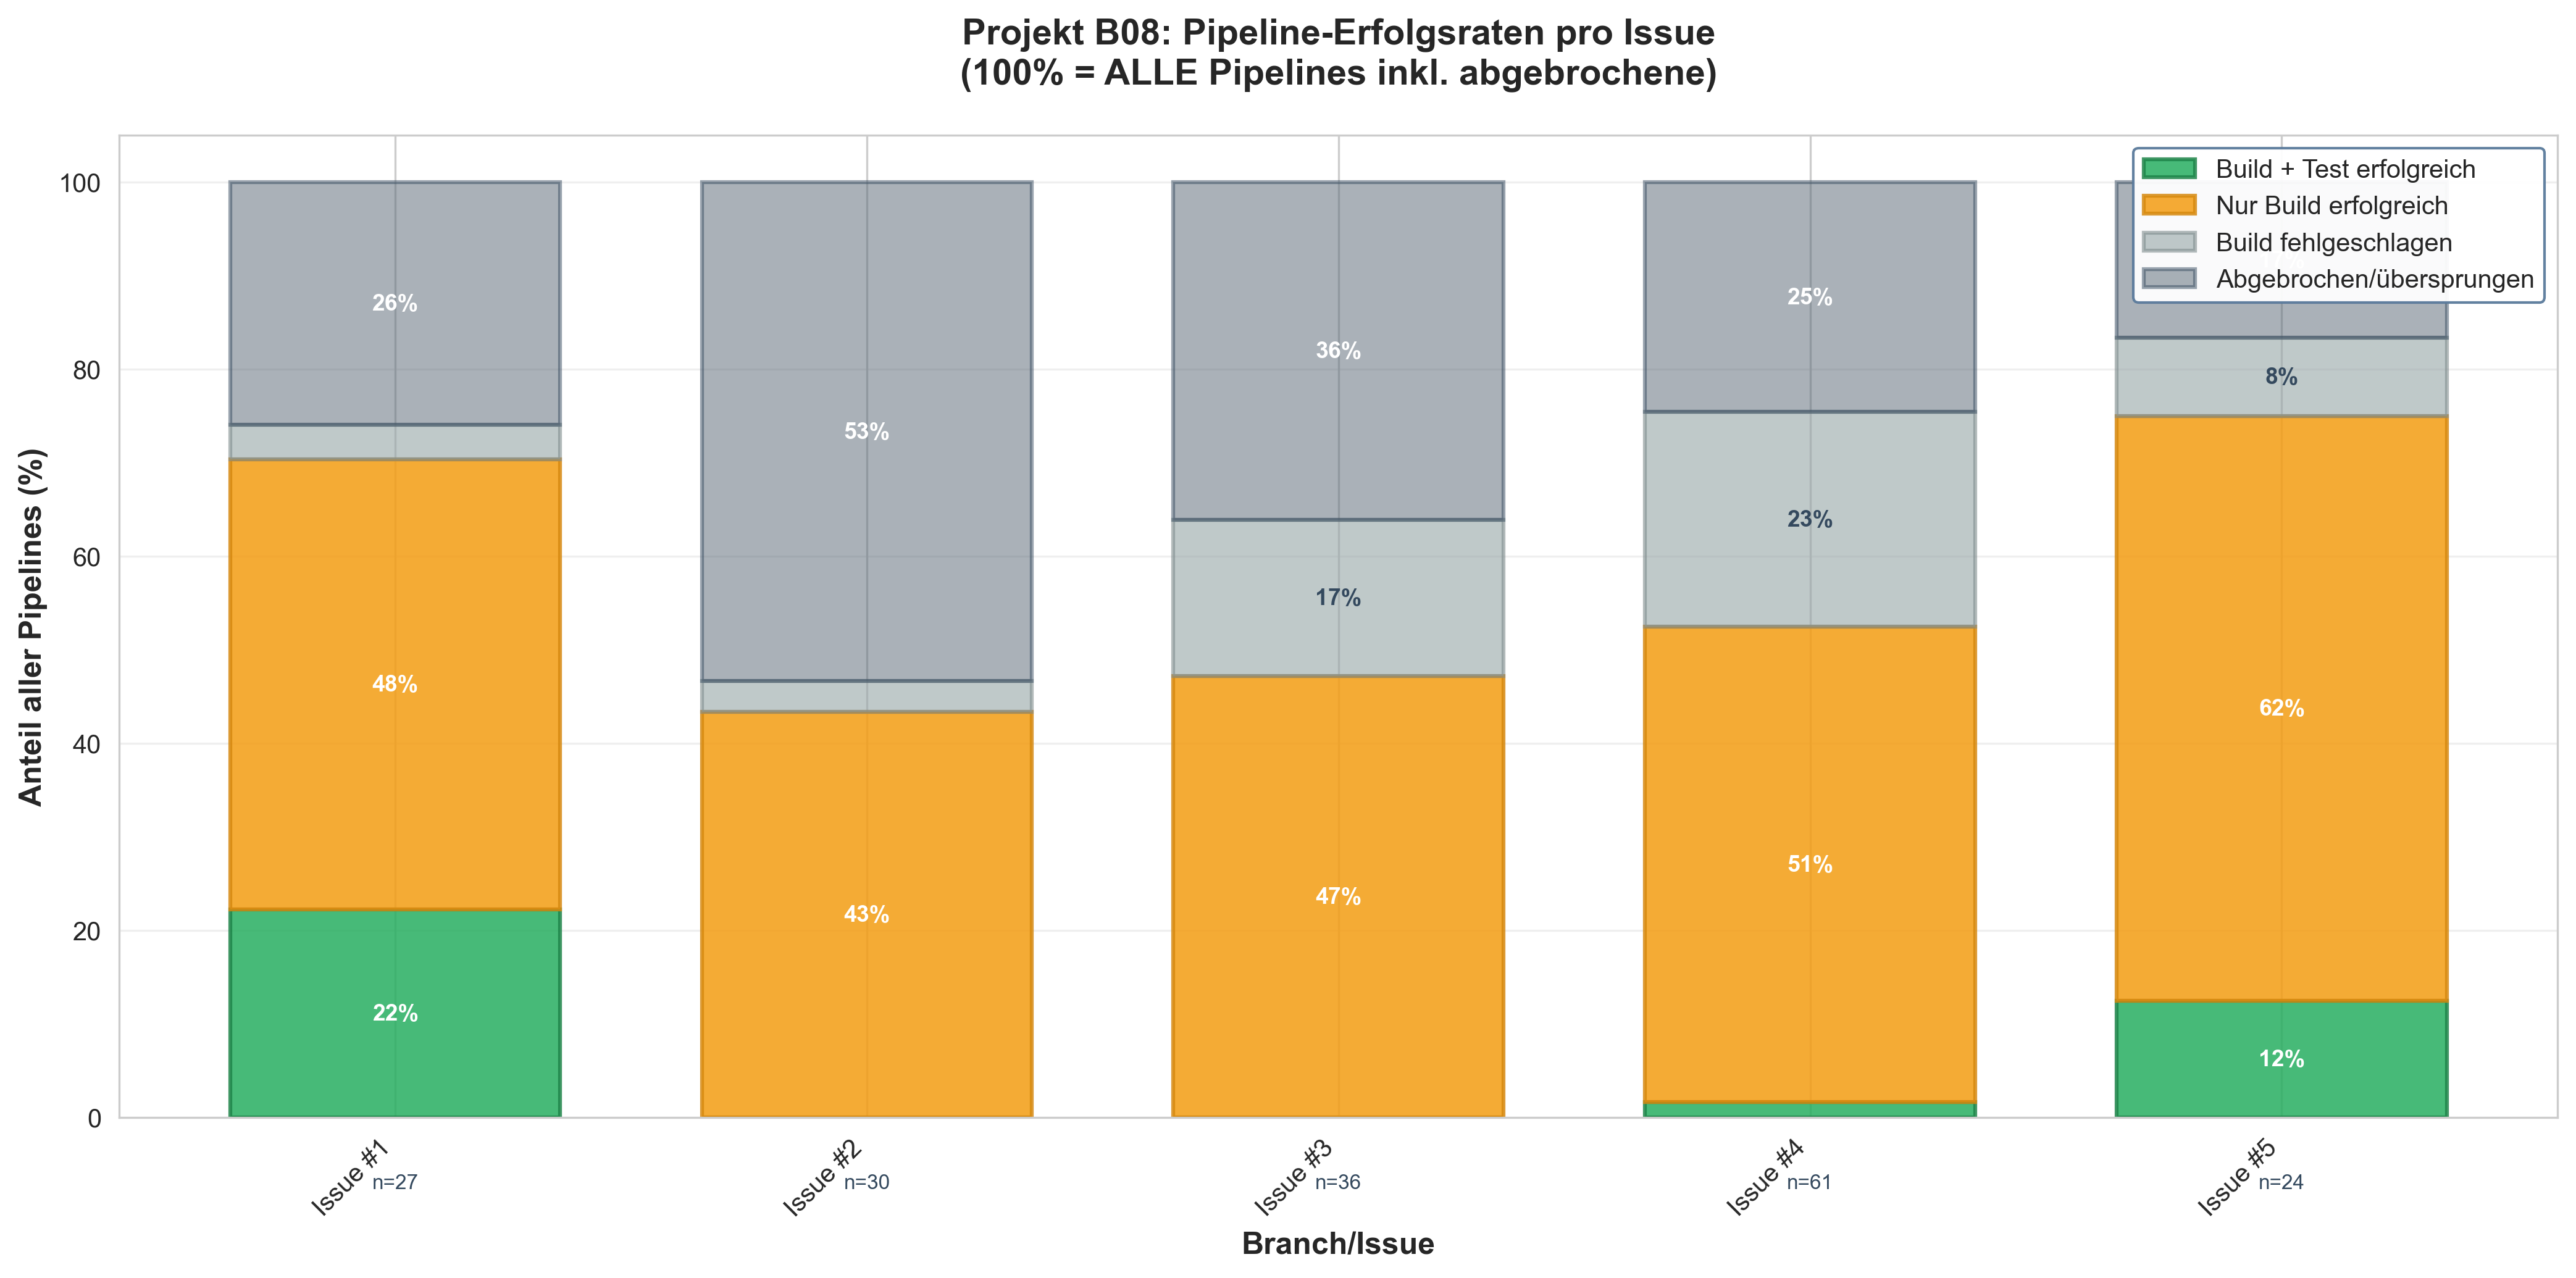 Projekt B08: Pipeline-Erfolgsraten pro Issue
(100% = ALLE Pipelines inkl. abgebrochene)
Build + Test erfolgreich
Nur Build erfolgreich
Build fehlgeschlagen
Abgebrochen/übersprungen
Anteil aller Pipelines (%)
100
80
60
40
20
0
26%
48%
22%
53%
43%
36%
17%
47%
25%
23%
51%
8%
62%
12%
Issue #1
n=27
Issue #2
n=30
Issue #3
n=36
Issue #4
n=61
Issue #5
n=24
Branch/Issue